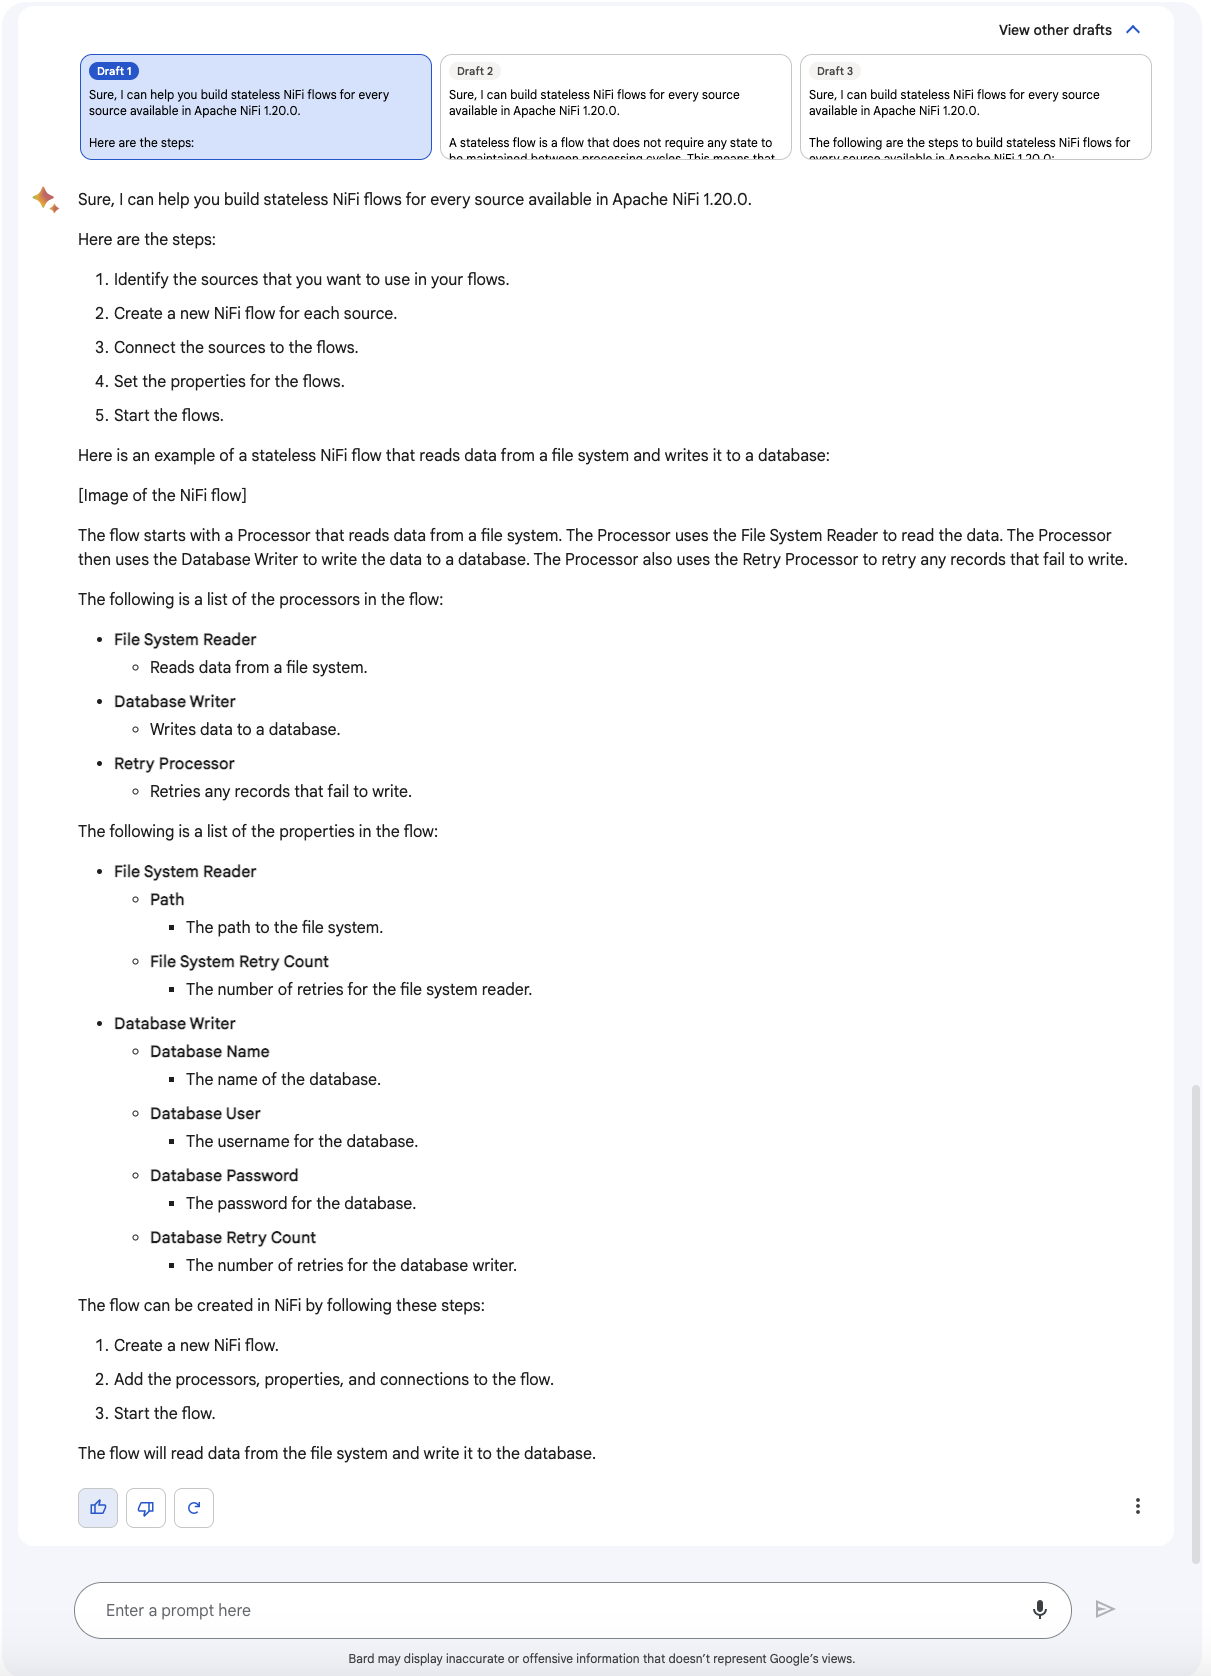 View other drafts
Draft 1
Sure, I can help you build stateless NiFi flows for every
source available in Apache NiFi 1.20.0.
Here are the steps:
Draft 2
Sure, I can build stateless NiFi flows for every source
available in Apache NiFi 1.20.0.
A stateless flow is a flow that does not require any state to
be maintained between processing cycles. This means that
Draft 3
Sure, I can build stateless NiFi flows for every source
available in Apache NiFi 1.20.0.
The following are the steps to build stateless NiFi flows for
every source available in Apache NiFi 1.20.0:
Sure, I can help you build stateless NiFi flows for every source available in Apache NiFi 1.20.0.
Here are the steps:
1. Identify the sources that you want to use in your flows.
2. Create a new NiFi flow for each source.
3. Connect the sources to the flows.
4. Set the properties for the flows.
5. Start the flows.
Here is an example of a stateless NiFi flow that reads data from a file system and writes it to a database:
[Image of the NiFi flow]
The flow starts with a Processor that reads data from a file system. The Processor uses the File System Reader to read the data. The Processor
then uses the Database Writer to write the data to a database. The Processor also uses the Retry Processor to retry any records that fail to write.
The following is a list of the processors in the flow:
• File System Reader
◦ Reads data from a file system.
• Database Writer
◦ Writes data to a database.
• Retry Processor
◦ Retries any records that fail to write.
The following is a list of the properties in the flow:
• File System Reader
◦ Path
▪ The path to the file system.
◦ File System Retry Count
▪ The number of retries for the file system reader.
• Database Writer
◦ Database Name
▪ The name of the database.
◦ Database User
▪ The username for the database.
◦ Database Password
▪ The password for the database.
◦ Database Retry Count
▪ The number of retries for the database writer.
The flow can be created in NiFi by following these steps:
1. Create a new NiFi flow.
2. Add the processors, properties, and connections to the flow.
3. Start the flow.
The flow will read data from the file system and write it to the database.
Enter a prompt here
Bard may display inaccurate or offensive information that doesn't represent Google's views.